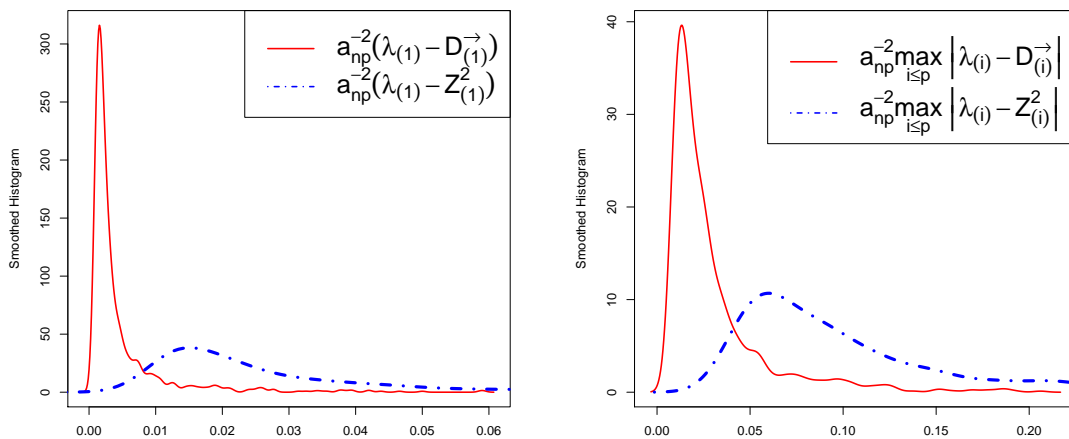 Smoothed Histogram
300
250
200
150
100
50
0
a_{np}^{-2}(λ_{(1)} − D_{(1)}^{→})
a_{np}^{-2}(λ_{(1)} − Z_{(1)}^{2})
0.00 0.01 0.02 0.03 0.04 0.05 0.06
Smoothed Histogram
40
30
20
10
0
a_{np}^{-2} max_{i≤p} |λ_{(i)} − D_{(i)}^{→}|
a_{np}^{-2} max_{i≤p} |λ_{(i)} − Z_{(i)}^{2}|
0.00 0.05 0.10 0.15 0.20